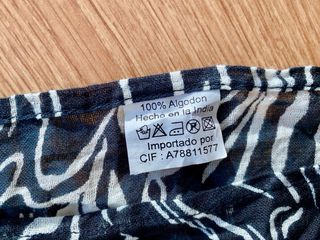 100% Algodon
Hecho en la India
Importado por
CIF : A78811577